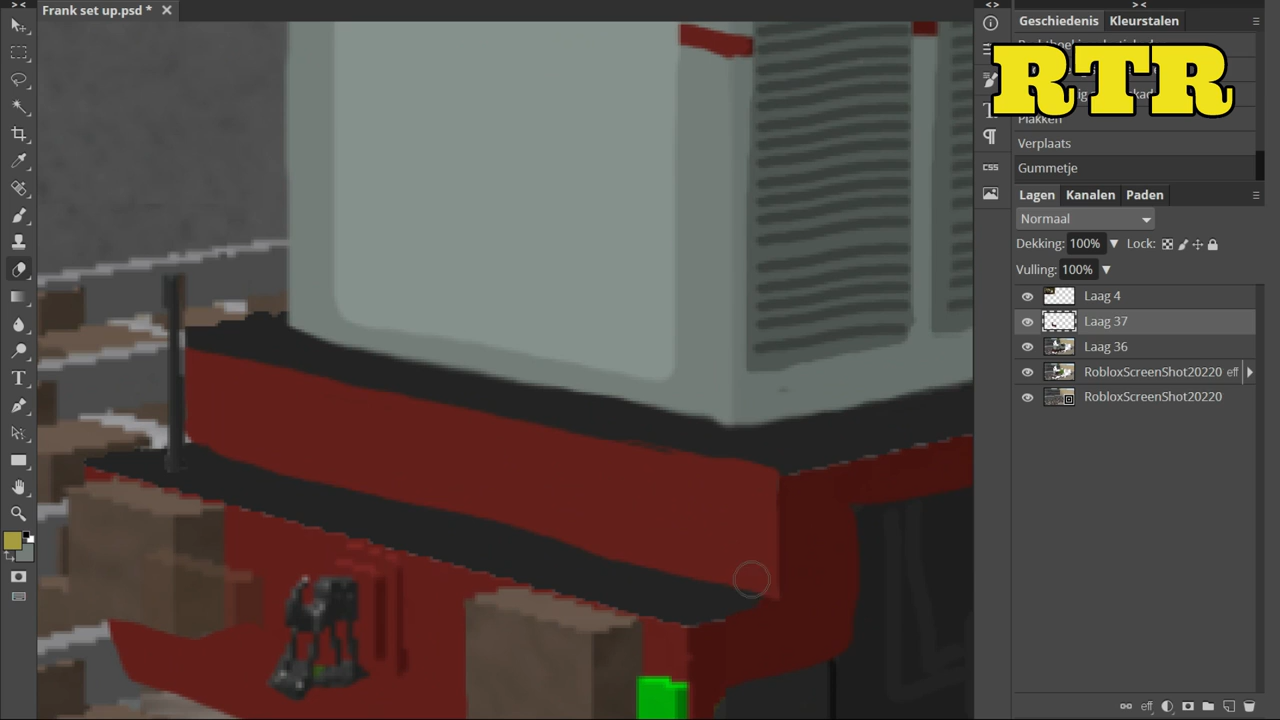 Frank set up.psd *
Geschiedenis Kleurstalen
RTR
Plakken
Verplaats
Gummetje
Lagen Kanalen Paden
Normaal
Dekking: 100% Lock:
Vulling: 100%
Laag 4
Laag 37
Laag 36
RobloxScreenShot20220 eff
RobloxScreenShot20220
css
eff